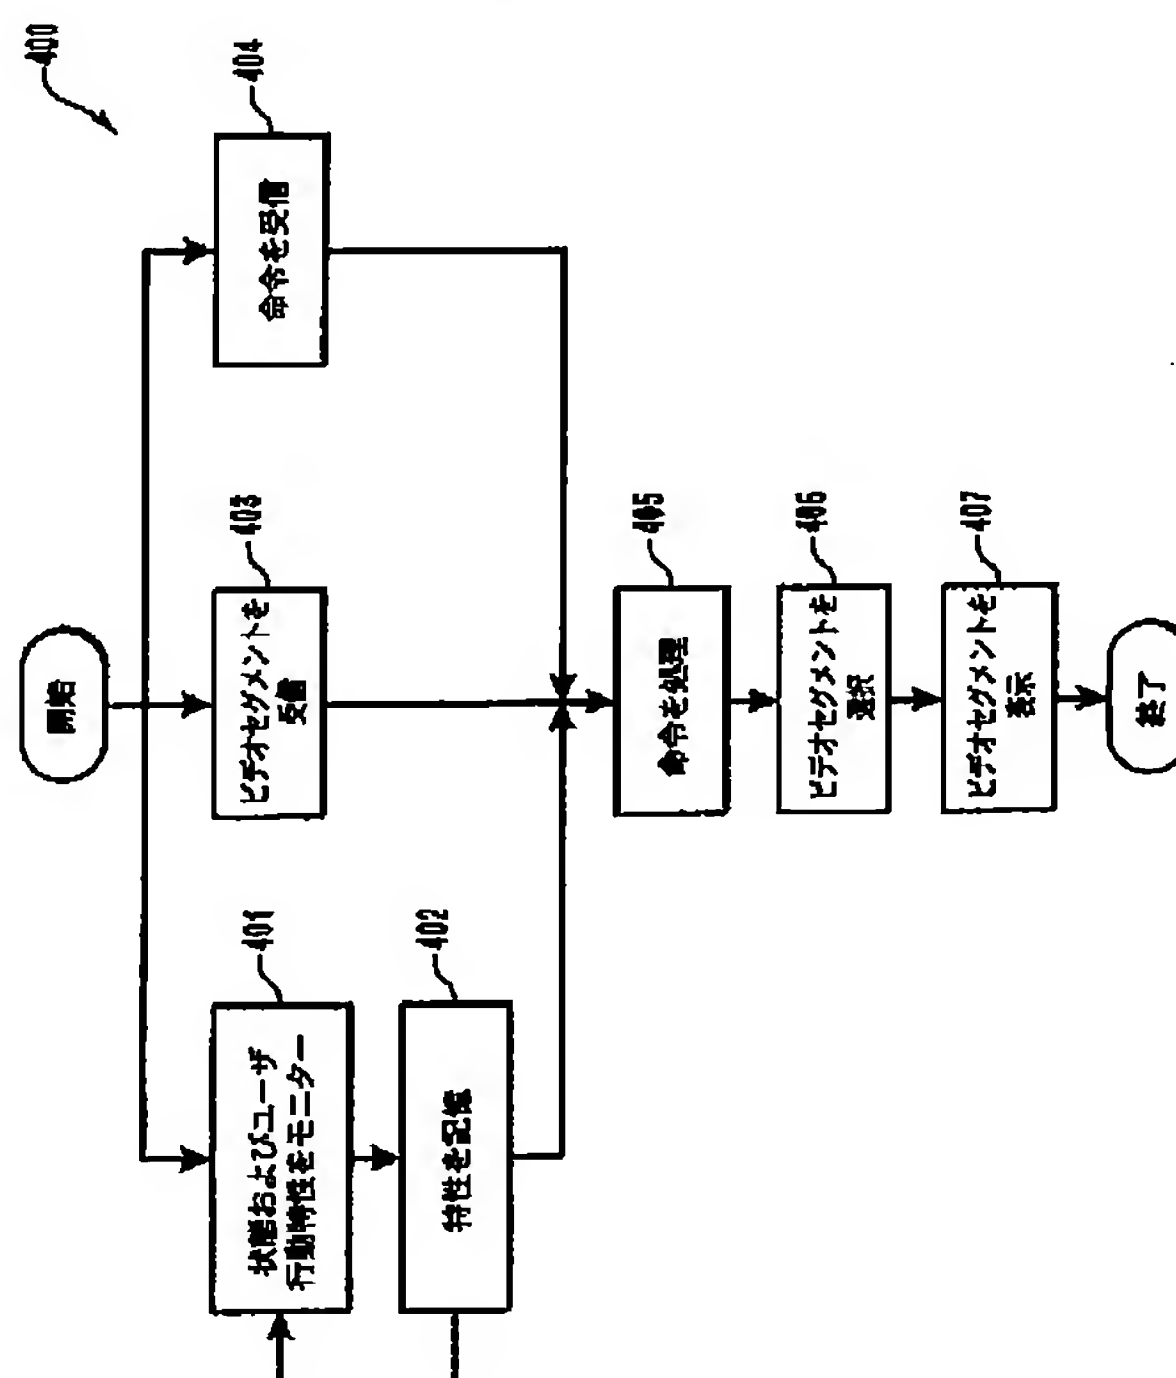 400
開始
401
状態およびユーザ
行動特性をモニター
402
特性を記憶
403
ビデオセグメントを
受信
404
命令を受信
405
命令を処理
406
ビデオセグメントを
選択
407
ビデオセグメントを
表示
終了